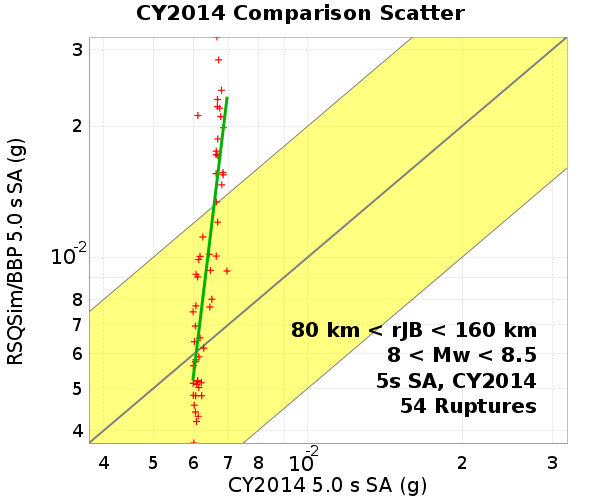 CY2014 Comparison Scatter
RSQSim/BBP 5.0 s SA (g)
3
2
10-2
8
7
6
5
4
80 km < rJB < 160 km
8 < Mw < 8.5
5s SA, CY2014
54 Ruptures
4 5 6 7 8 10-2 2 3
CY2014 5.0 s SA (g)